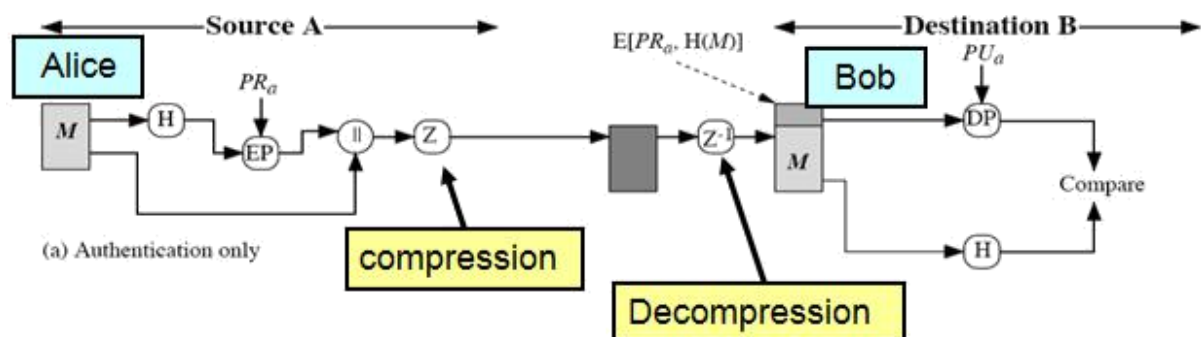 Source A
Destination B
Alice
E[PRa, H(M)]
Bob
PRa
PUa
M
H
EP
||
Z
Z-1
DP
M
Compare
H
(a) Authentication only
compression
Decompression